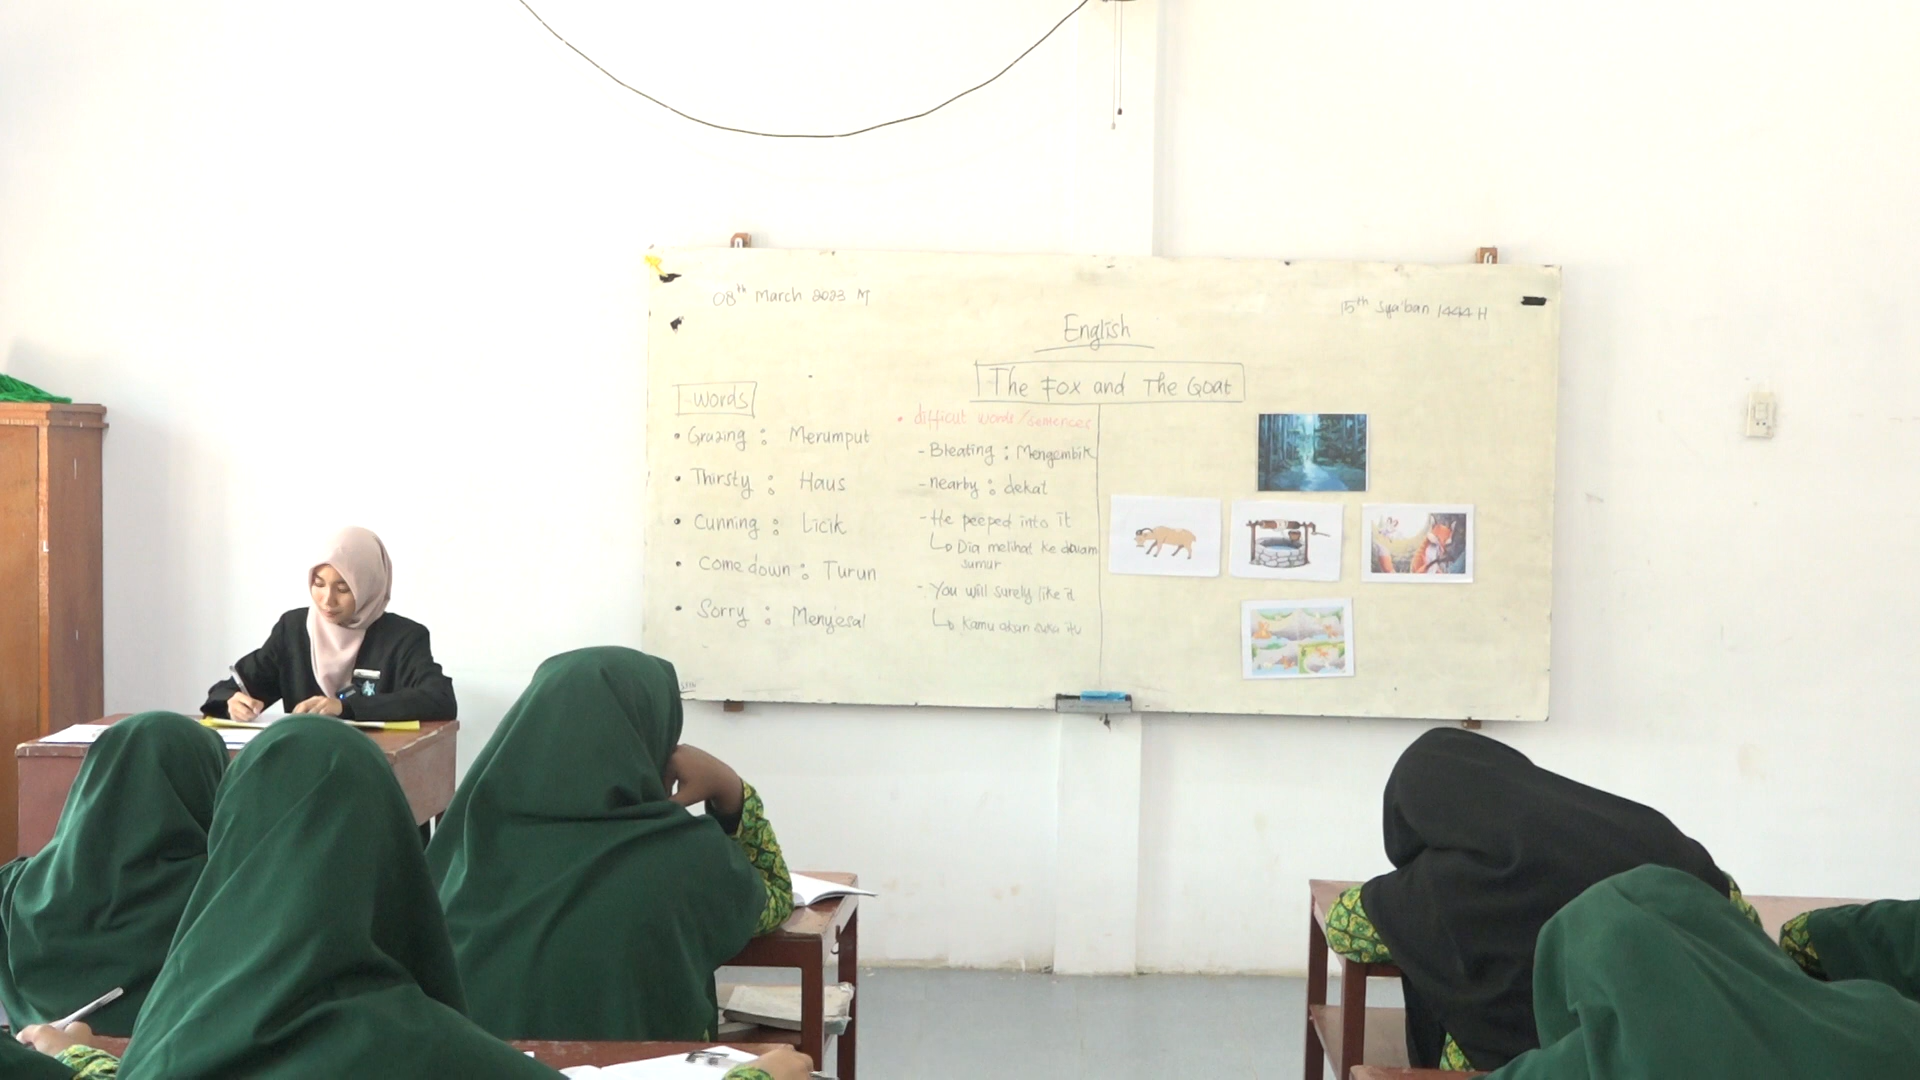 08th March 2023 M
15th Sya'ban 1444 H
English
The Fox and The Goat
Words
• Grazing : Merumput
• Thirsty : Haus
• Cunning : Licik
• Come down : Turun
• Sorry : Menyesal
• difficult words/sentences
- Bleating : Mengembik
- nearby : dekat
- He peeped into it
↳ Dia melihat ke dalam
sumur
- You will surely like it
↳ Kamu akan suka itu